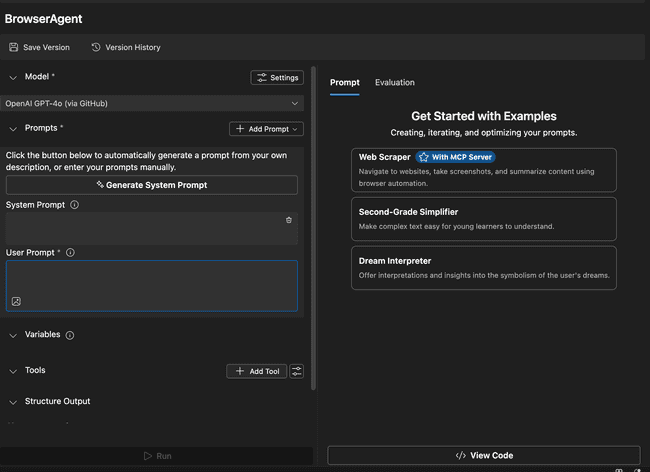 BrowserAgent
Save Version
Version History
Model *
Settings
OpenAI GPT-4o (via GitHub)
Prompts *
Add Prompt
Click the button below to automatically generate a prompt from your own
description, or enter your prompts manually.
Generate System Prompt
System Prompt
User Prompt *
Variables
Tools
Add Tool
Structure Output
Run
Prompt
Evaluation
Get Started with Examples
Creating, iterating, and optimizing your prompts.
Web Scraper
With MCP Server
Navigate to websites, take screenshots, and summarize content using
browser automation.
Second-Grade Simplifier
Make complex text easy for young learners to understand.
Dream Interpreter
Offer interpretations and insights into the symbolism of the user's dreams.
View Code